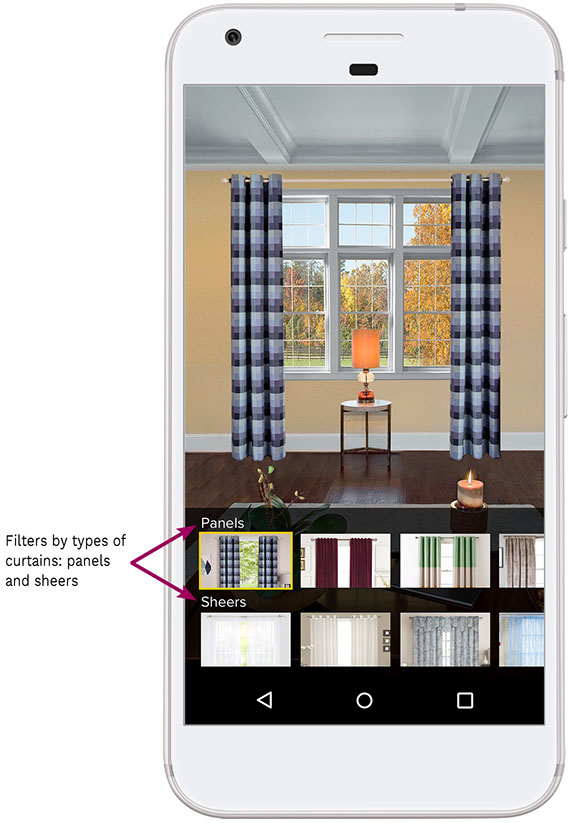 Panels
Filters by types of
curtains: panels
and sheers
Sheers